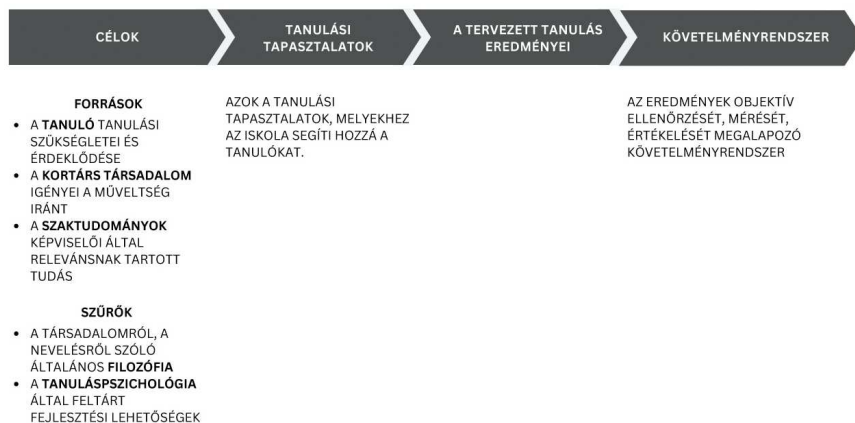 CÉLOK
TANULÁSI
TAPASZTALATOK
A TERVEZETT TANULÁS
EREDMÉNYEI
KÖVETELMÉNYRENDSZER
FORRÁSOK
• A TANULÓ TANULÁSI
SZÜKSÉGLETEI ÉS
ÉRDEKLŐDÉSE
• A KORTÁRS TÁRSADALOM
IGÉNYEI A MŰVELTSÉG
IRÁNT
• A SZAKTUDOMÁNYOK
KÉPVISELŐI ÁLTAL
RELEVÁNSNAK TARTOTT
TUDÁS
SZŰRŐK
• A TÁRSADALOMRÓL, A
NEVELÉSRŐL SZÓLÓ
ÁLTALÁNOS FILOZÓFIA
• A TANULÁSPSZICHOLÓGIA
ÁLTAL FELTÁRT
FEJLESZTÉSI LEHETŐSÉGEK
AZOK A TANULÁSI
TAPASZTALATOK, MELYEKHEZ
AZ ISKOLA SEGÍTI HOZZÁ A
TANULÓKAT.
AZ EREDMÉNYEK OBJEKTÍV
ELLENŐRZÉSÉT, MÉRÉSÉT,
ÉRTÉKELÉSÉT MEGALAPOZÓ
KÖVETELMÉNYRENDSZER